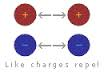 + +
- -
Like charges repel